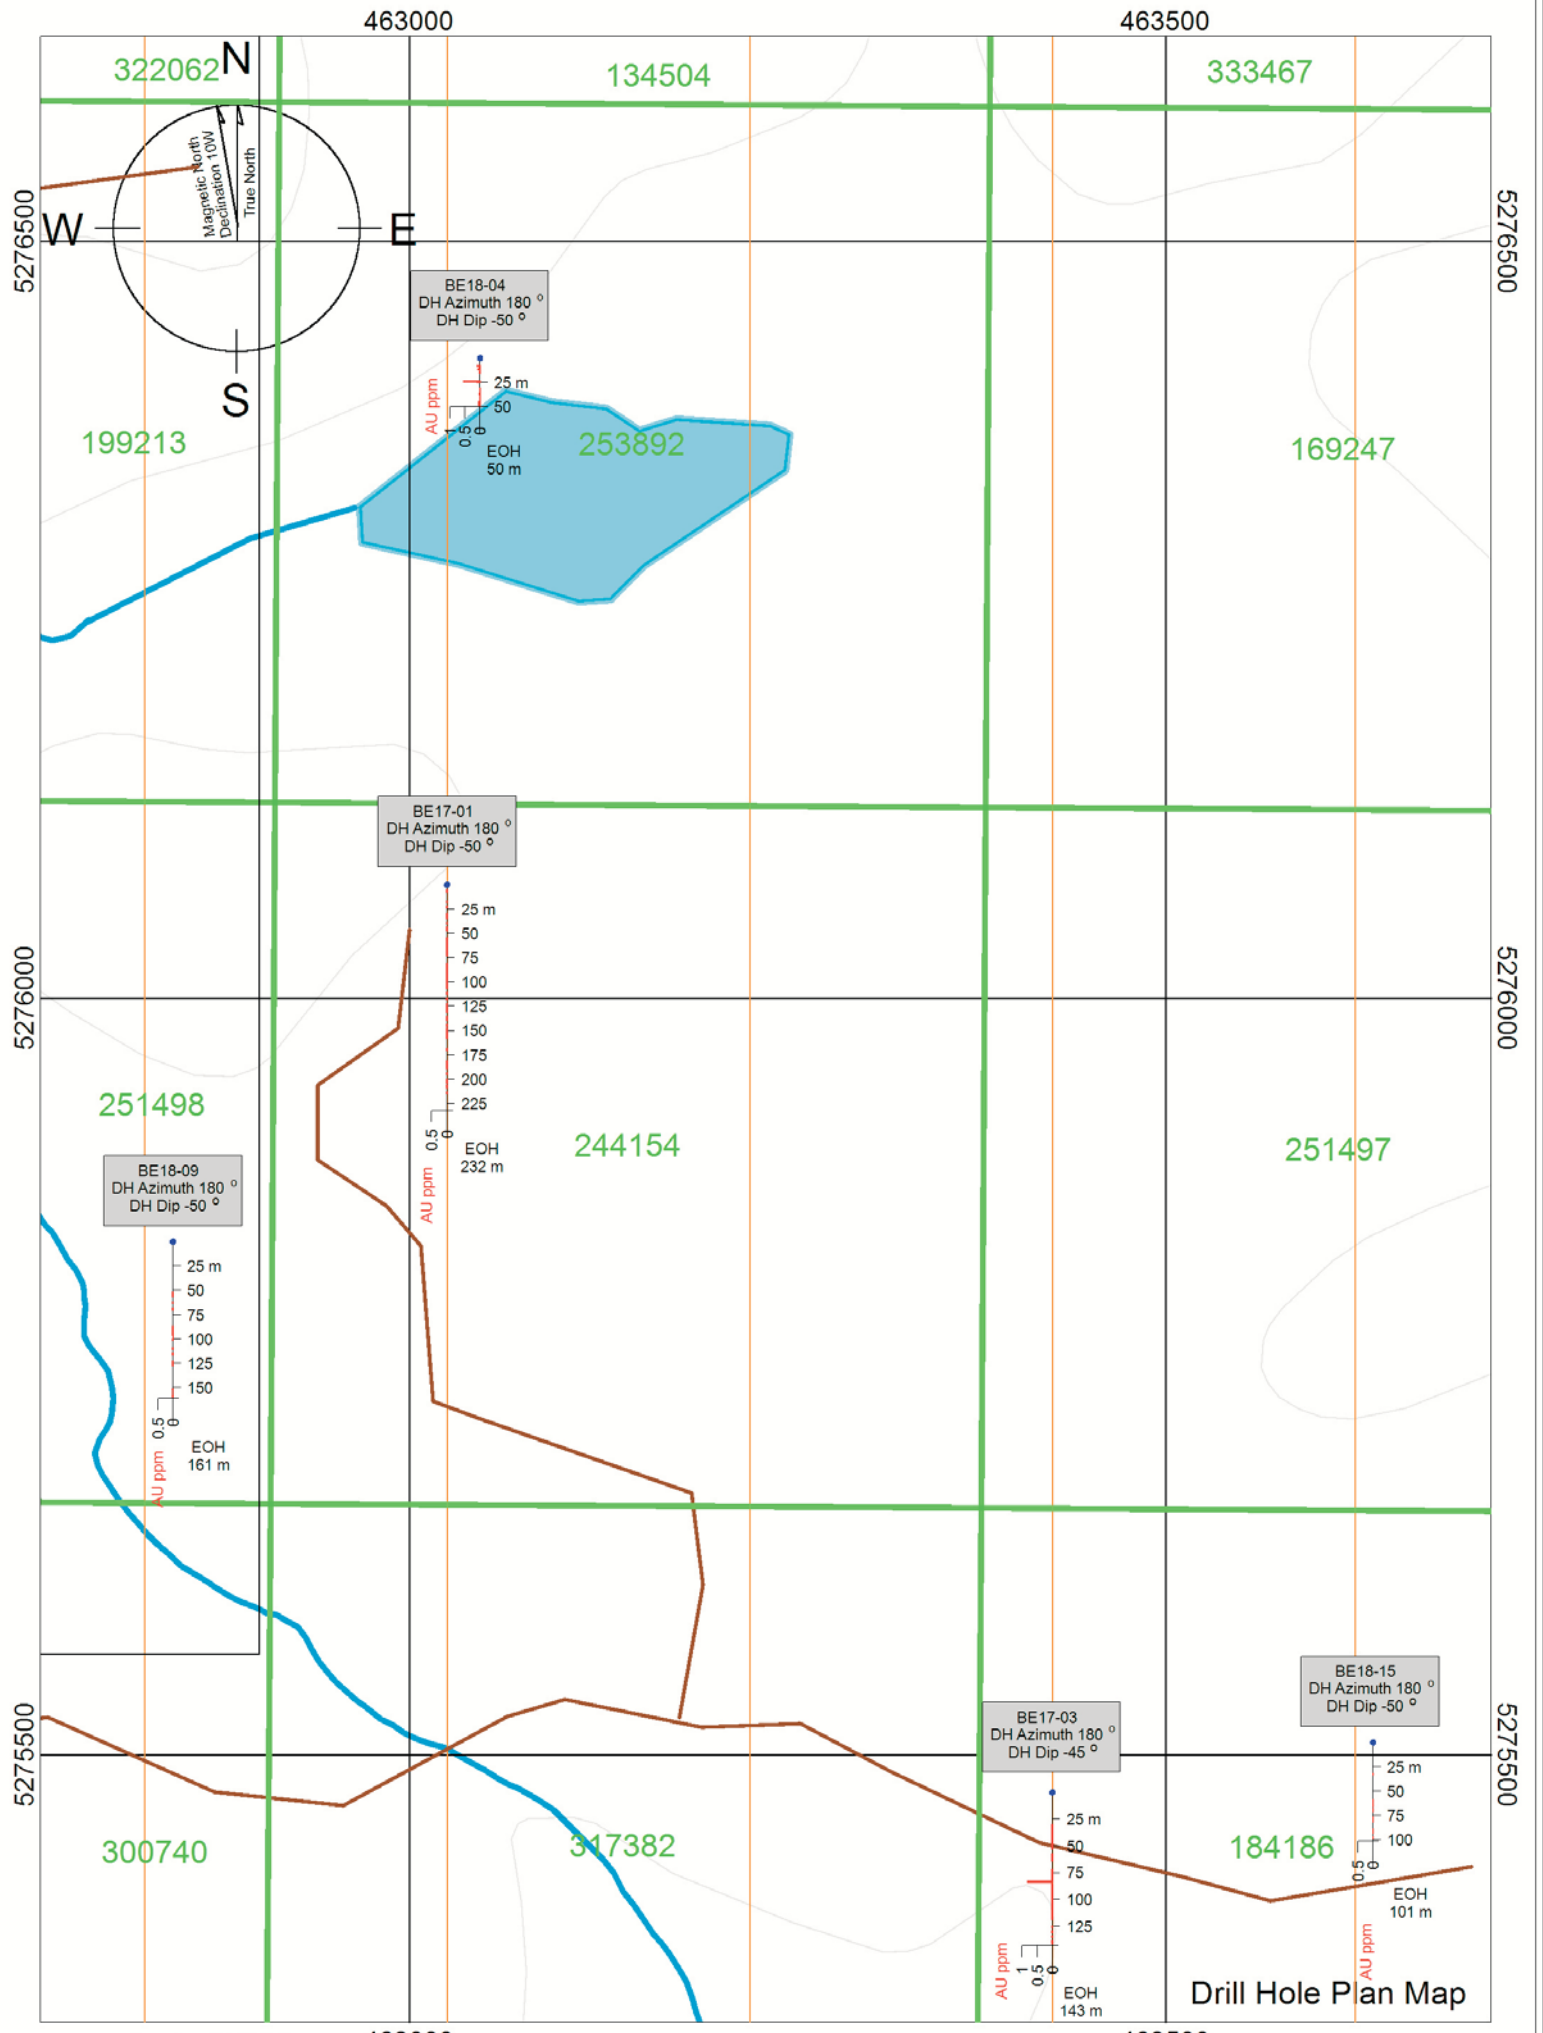 463000
463500
322062
N
134504
333467
Magnetic North
Declination 10W
True North
W
E
S
5276500
5276500
BE18-04
DH Azimuth 180 °
DH Dip -50 °
25 m
50
AU ppm
1
0.5
0
EOH
50 m
199213
253892
169247
BE17-01
DH Azimuth 180 °
DH Dip -50 °
25 m
50
75
100
125
150
175
200
225
0.5
0
EOH
232 m
AU ppm
5276000
5276000
251498
244154
251497
BE18-09
DH Azimuth 180 °
DH Dip -50 °
25 m
50
75
100
125
150
0.5
0
EOH
161 m
AU ppm
5275500
5275500
BE17-03
DH Azimuth 180 °
DH Dip -45 °
25 m
50
75
100
125
AU ppm
1
0.5
0
EOH
143 m
BE18-15
DH Azimuth 180 °
DH Dip -50 °
25 m
50
75
100
0.5
0
EOH
101 m
AU ppm
300740
317382
184186
Drill Hole Plan Map